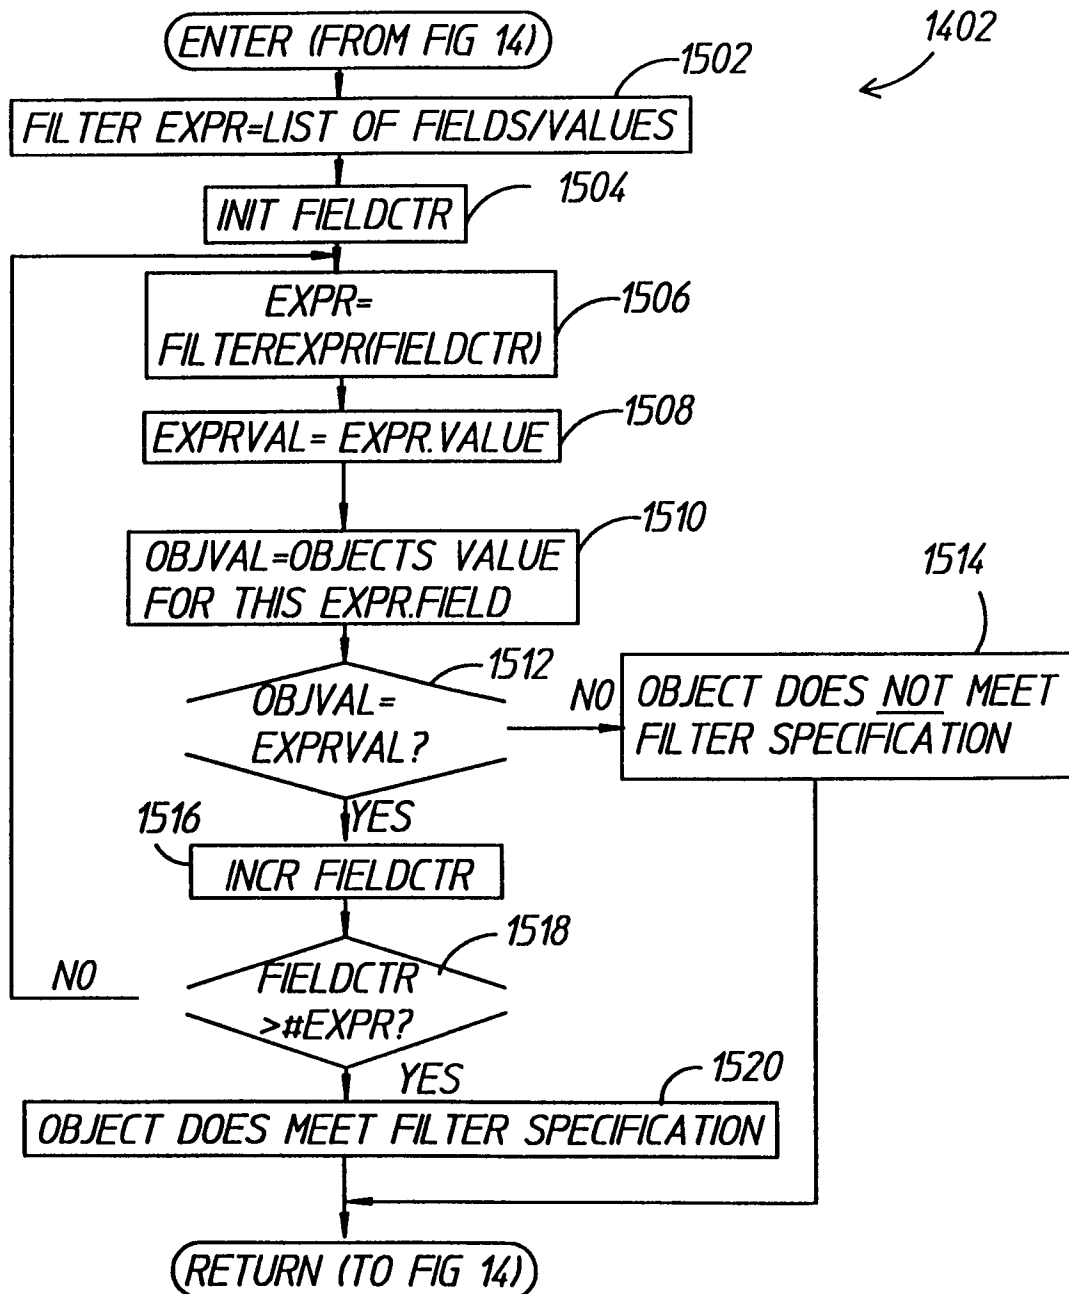 ENTER (FROM FIG 14)
1402
1502
FILTER EXPR=LIST OF FIELDS/VALUES
1504
INIT FIELDCTR
1506
EXPR=
FILTEREXPR(FIELDCTR)
1508
EXPRVAL= EXPR.VALUE
1510
OBJVAL=OBJECTS VALUE
FOR THIS EXPR.FIELD
1514
1512
OBJVAL=
EXPRVAL?
NO
OBJECT DOES NOT MEET
FILTER SPECIFICATION
YES
1516
INCR FIELDCTR
1518
FIELDCTR
>#EXPR?
NO
YES
1520
OBJECT DOES MEET FILTER SPECIFICATION
RETURN (TO FIG 14)